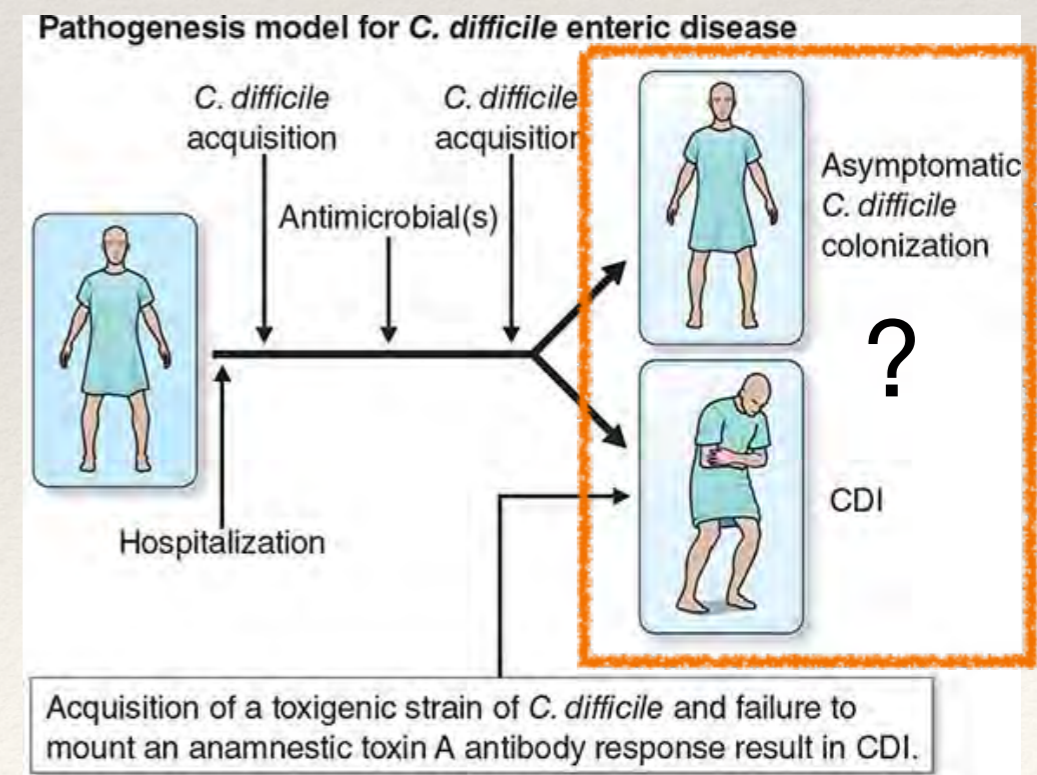 Pathogenesis model for C. difficile enteric disease
C. difficile
acquisition
C. difficile
acquisition
Antimicrobial(s)
Asymptomatic
C. difficile
colonization
?
Hospitalization
CDI
Acquisition of a toxigenic strain of C. difficile and failure to
mount an anamnestic toxin A antibody response result in CDI.